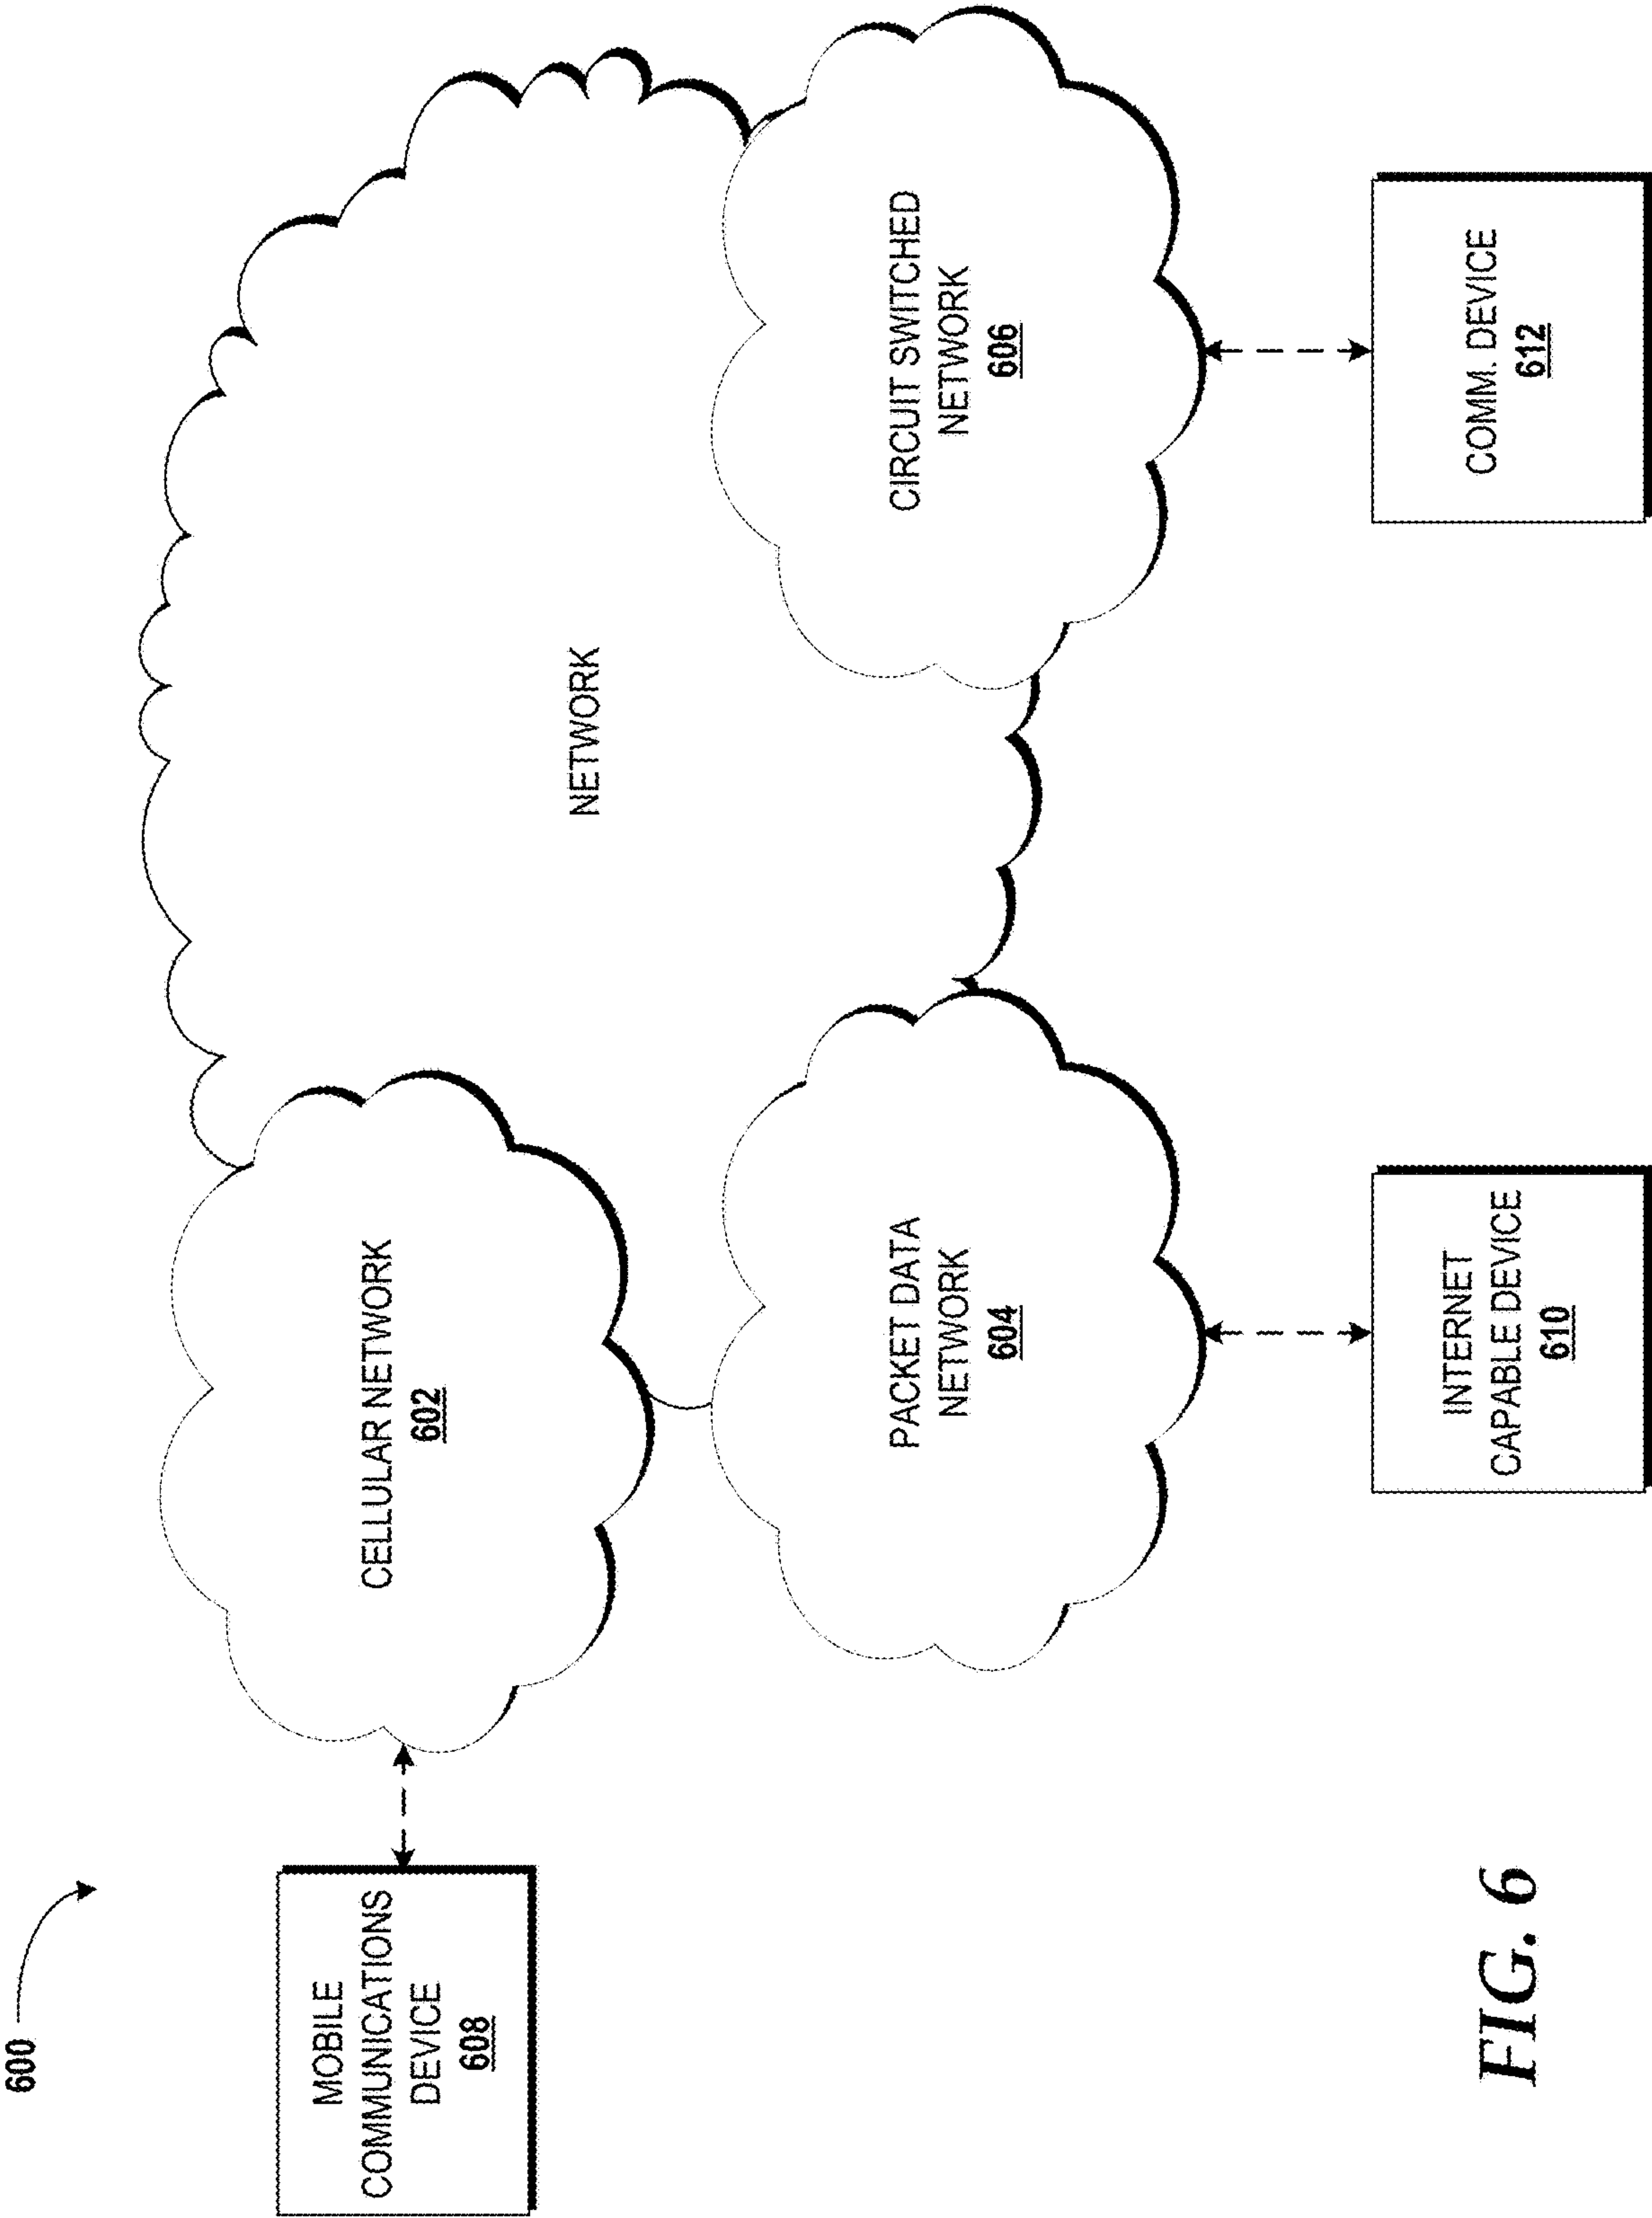 600
MOBILE
COMMUNICATIONS
DEVICE
608
CELLULAR NETWORK
602
NETWORK
PACKET DATA
NETWORK
604
CIRCUIT SWITCHED
NETWORK
606
INTERNET
CAPABLE DEVICE
610
COMM. DEVICE
612
FIG. 6